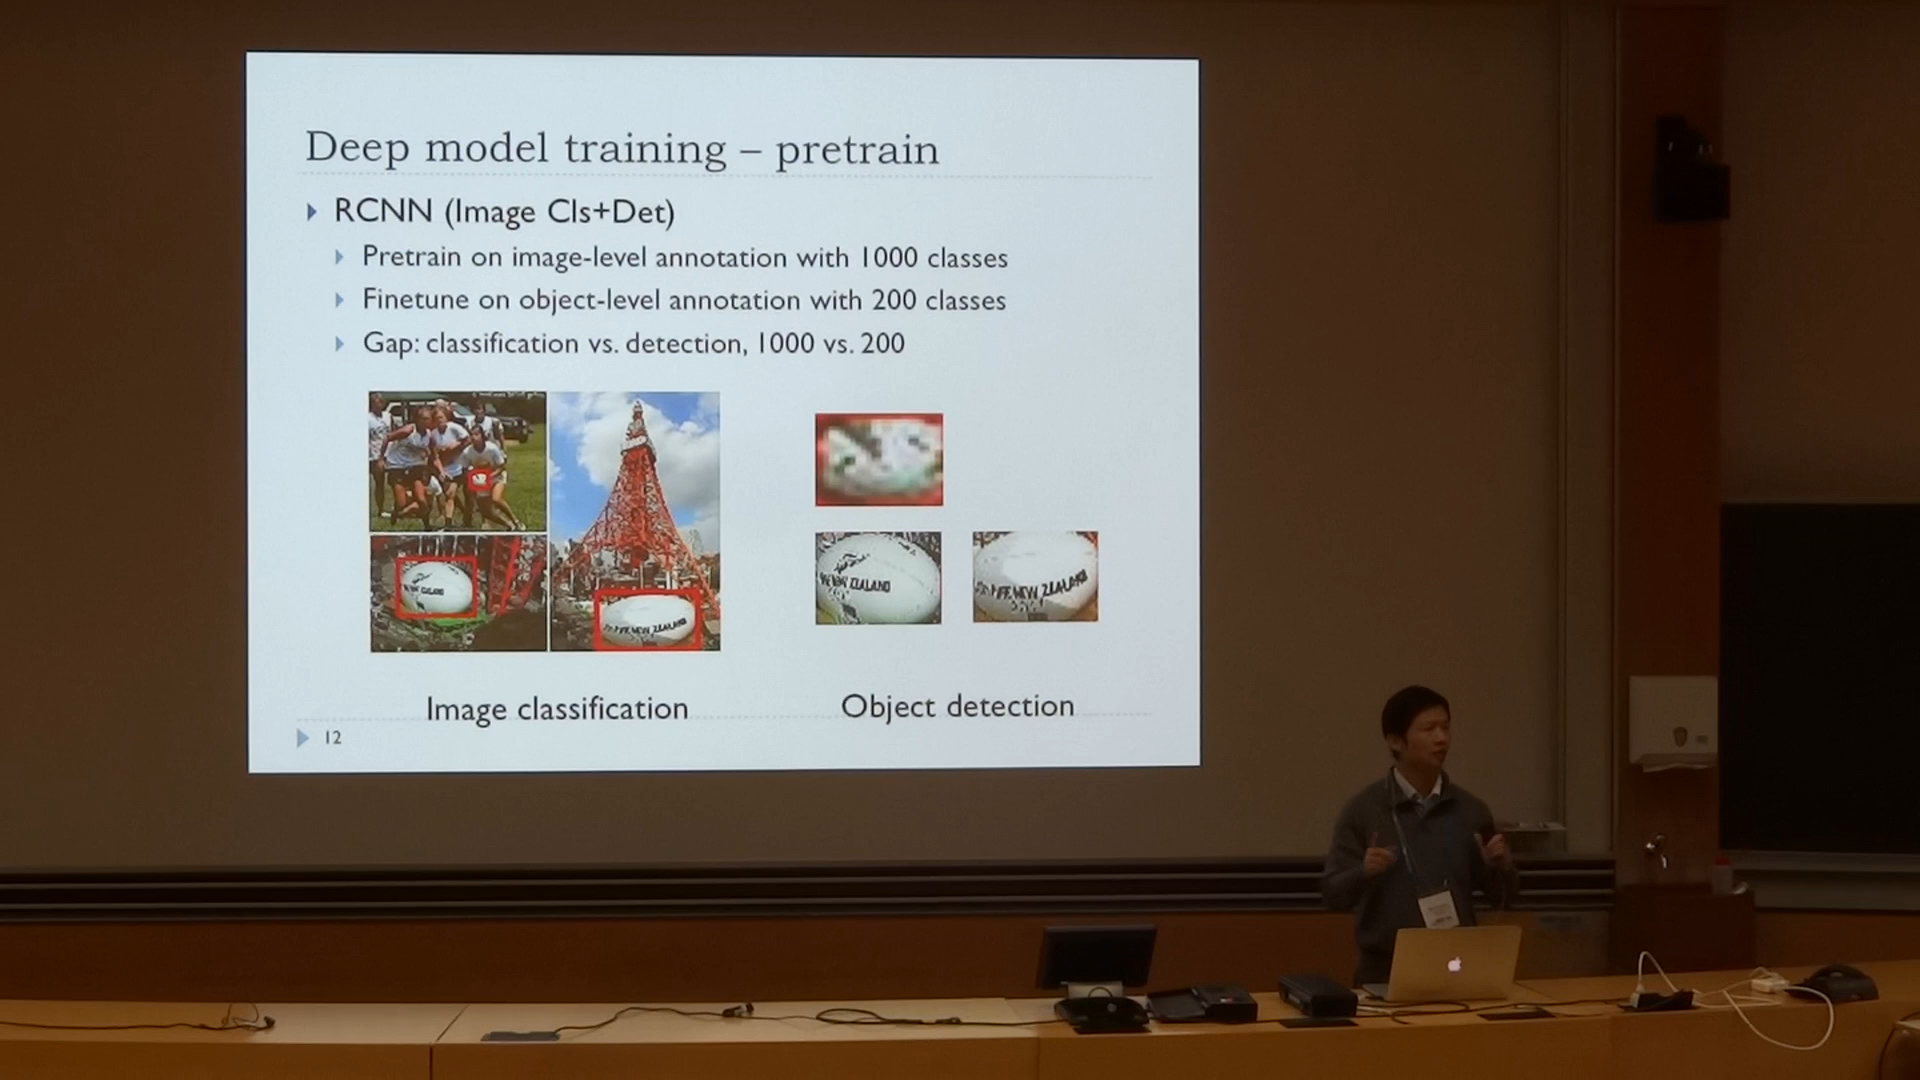 Deep model training – pretrain
RCNN (Image Cls+Det)
Pretrain on image-level annotation with 1000 classes
Finetune on object-level annotation with 200 classes
Gap: classification vs. detection, 1000 vs. 200
NEW ZEALAND
NEW ZEALAND
NEW ZEALAND
Image classification
Object detection
12